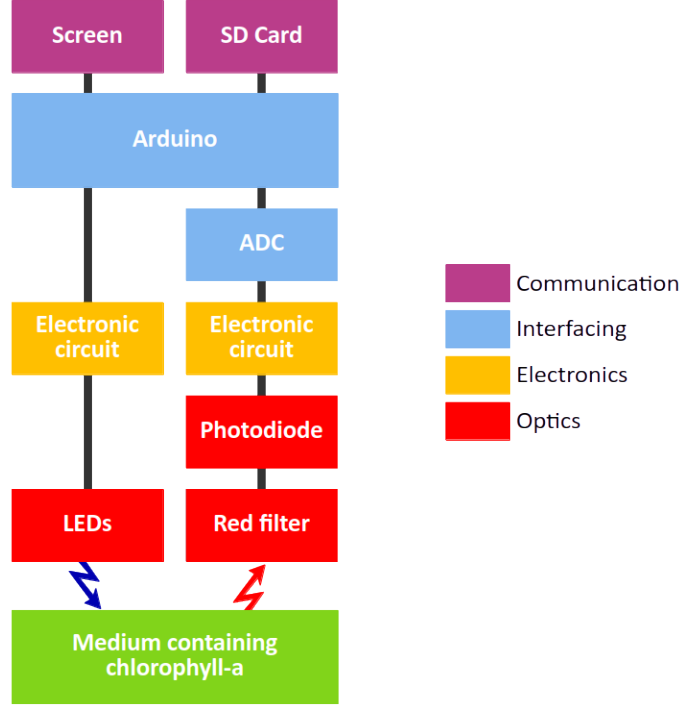 Screen
SD Card
Arduino
ADC
Electronic
circuit
Electronic
circuit
Photodiode
LEDs
Red filter
Medium containing
chlorophyll-a
Communication
Interfacing
Electronics
Optics